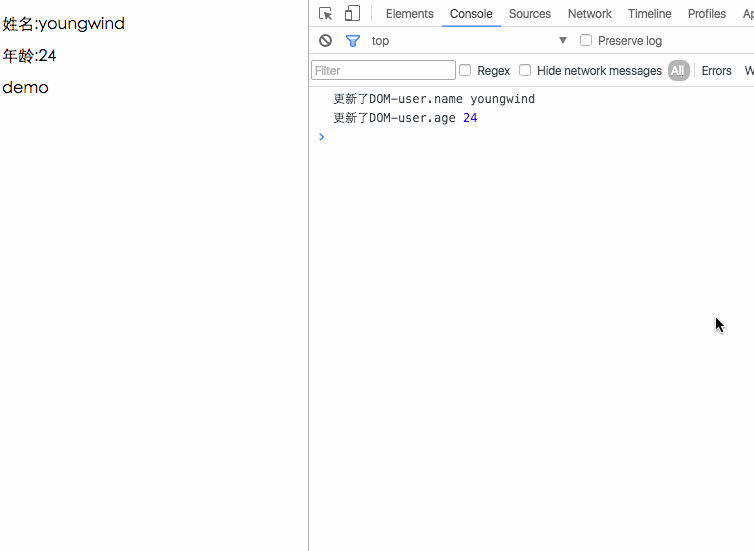 姓名:youngwind
年龄:24
demo
Elements Console Sources Network Timeline Profiles
top Preserve log
Filter Regex Hide network messages All Errors W
更新了DOM-user.name youngwind
更新了DOM-user.age 24